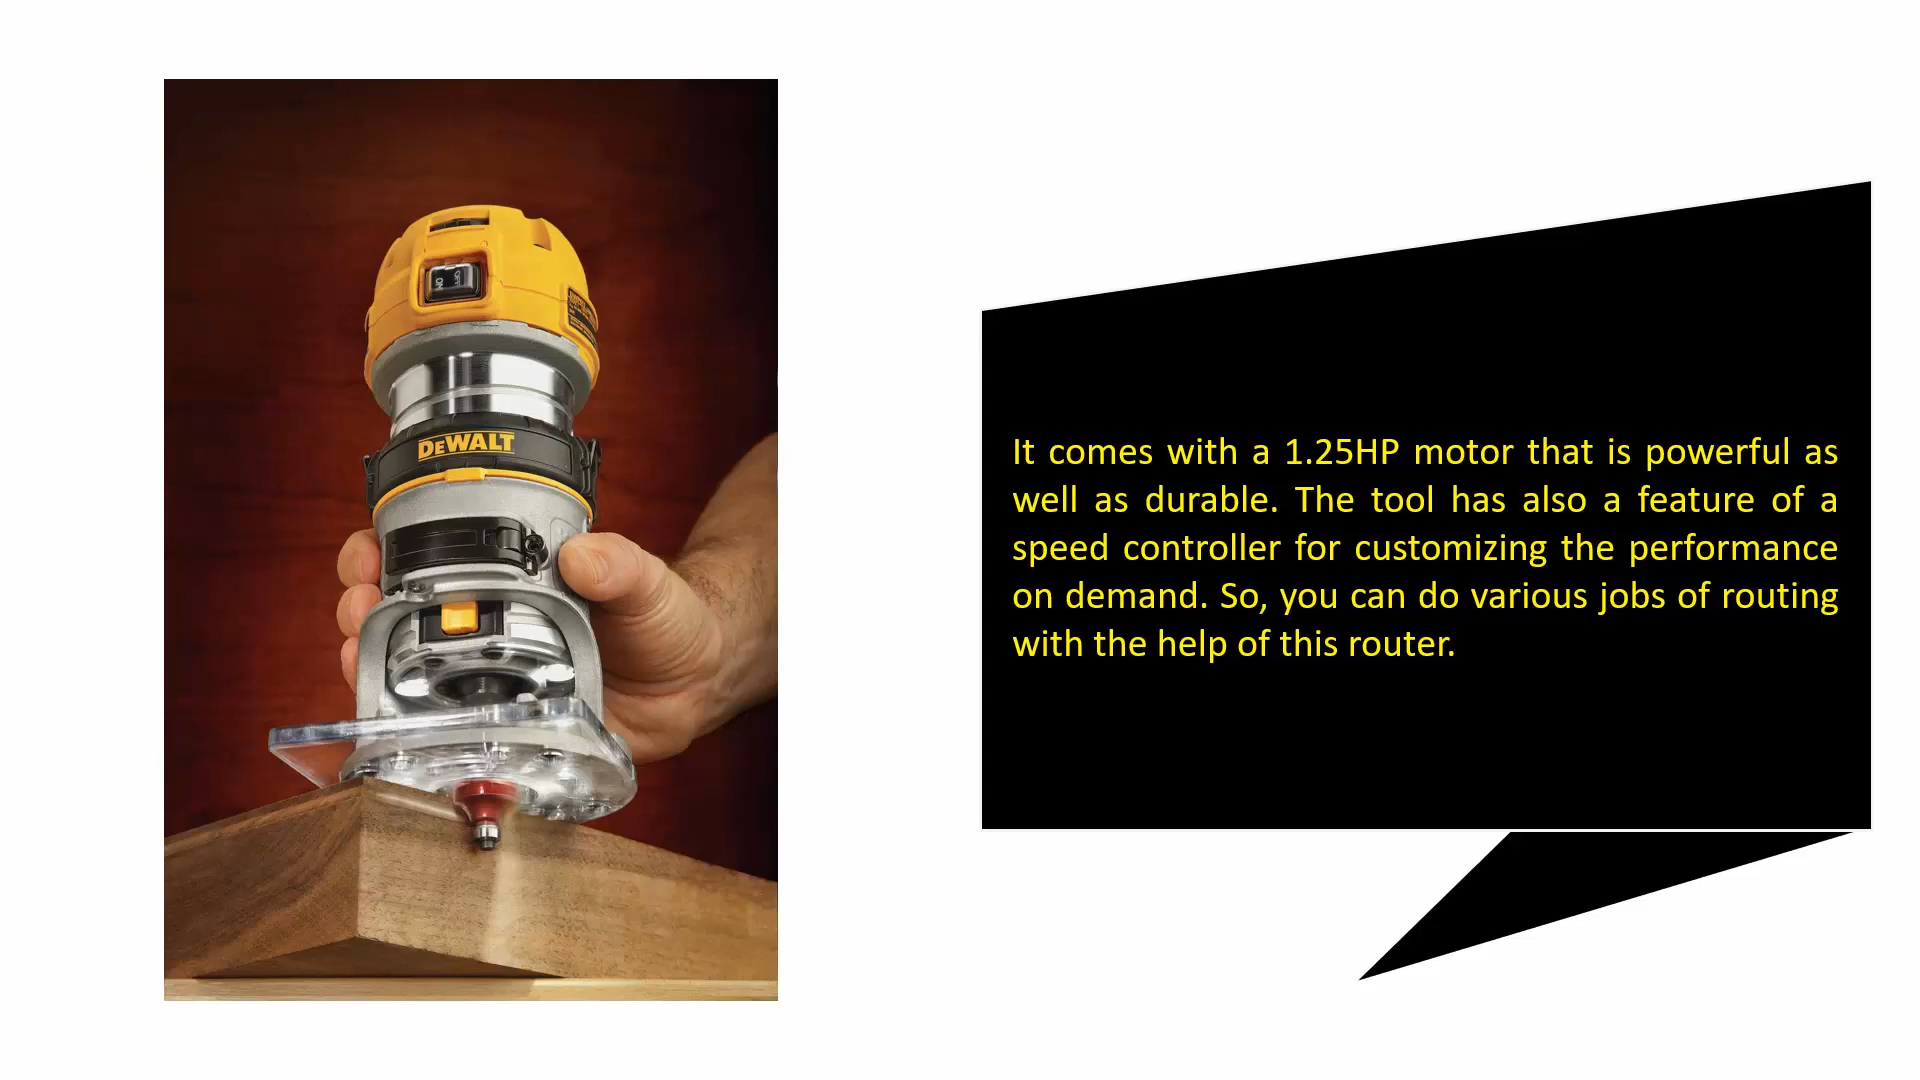 OFF
ON
DEWALT
It comes with a 1.25HP motor that is powerful as
well as durable. The tool has also a feature of a
speed controller for customizing the performance
on demand. So, you can do various jobs of routing
with the help of this router.